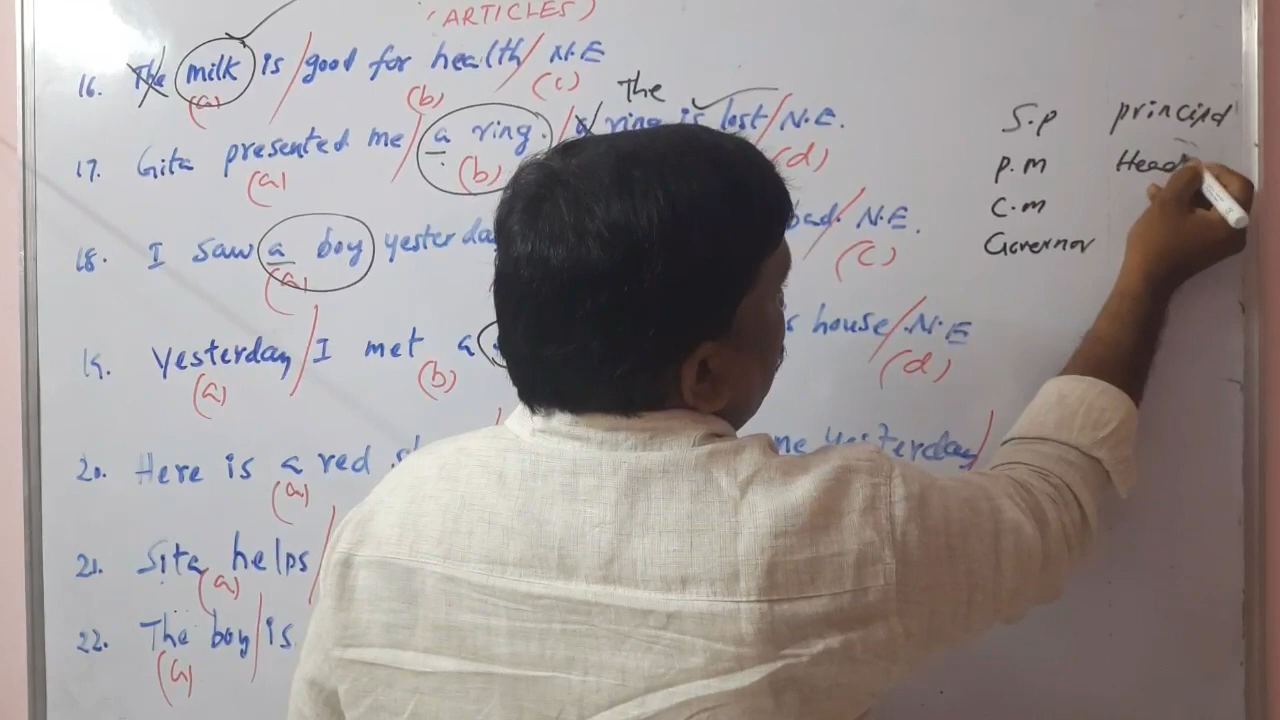 (ARTICLES)
16. The milk is / good for health / N.E
(a) (b) (c)
The
17. Gita presented me / a ring. / a ring is lost / N.E.
(a) (b) (d)
18. I saw a boy yesterday bad. / N.E.
(a) (c)
19. Yesterday / I met a house / N.E
(a) (b) (d)
20. Here is a red yesterday /
(a)
21. Sita helps /
(a)
22. The boy / is
(a)
S.p principal
p.m Head
C.m
Governor